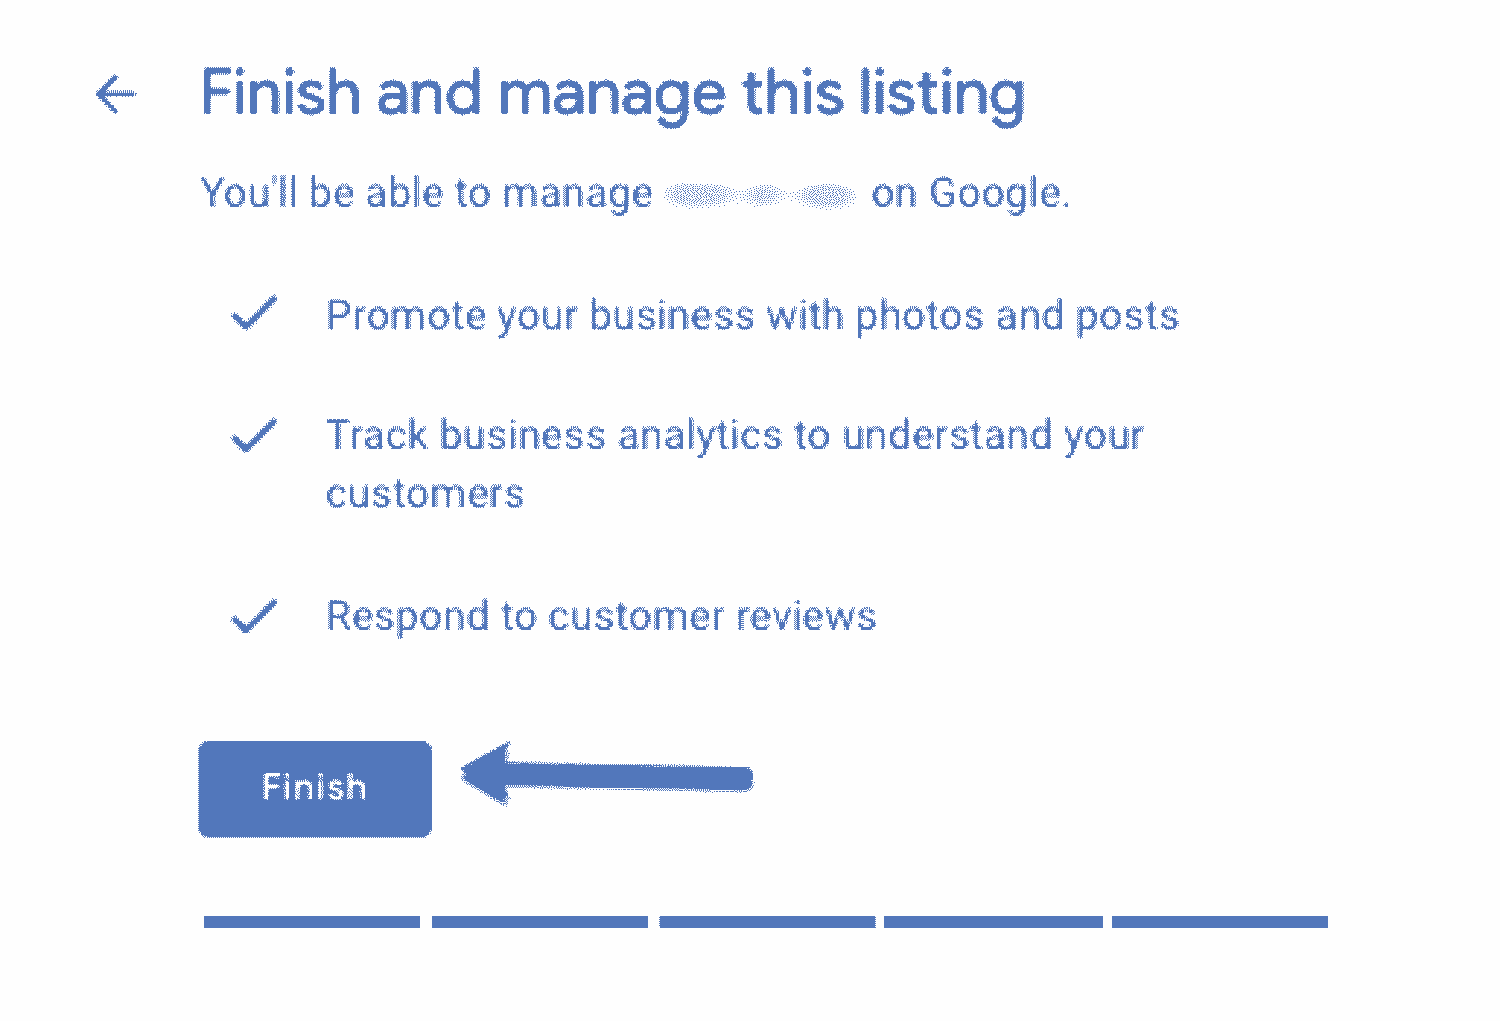 Finish and manage this listing
You'll be able to manage on Google.
Promote your business with photos and posts
Track business analytics to understand your
customers
Respond to customer reviews
Finish